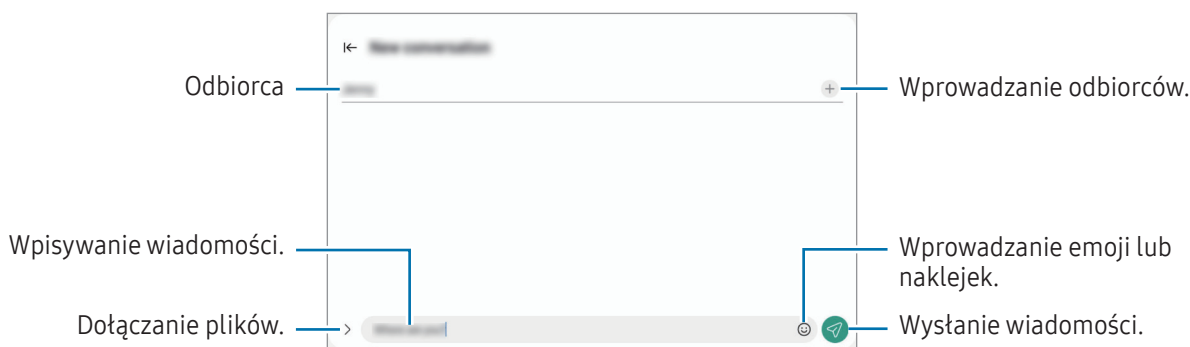 Odbiorca
Wprowadzanie odbiorców.
Wpisywanie wiadomości.
Wprowadzanie emoji lub
naklejek.
Dołączanie plików.
Wysłanie wiadomości.